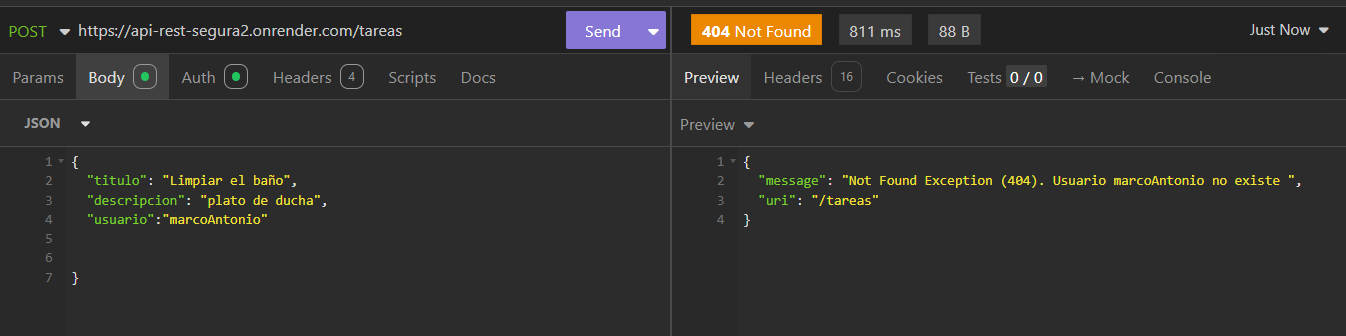 POST https://api-rest-segura2.onrender.com/tareas Send 404 Not Found 811 ms 88 B Just Now
Params Body Auth Headers 4 Scripts Docs Preview Headers 16 Cookies Tests 0 / 0 → Mock Console
JSON Preview
1 {
2 "titulo": "Limpiar el baño",
3 "descripcion": "plato de ducha",
4 "usuario":"marcoAntonio"
5
6
7 }
1 {
2 "message": "Not Found Exception (404). Usuario marcoAntonio no existe ",
3 "uri": "/tareas"
4 }